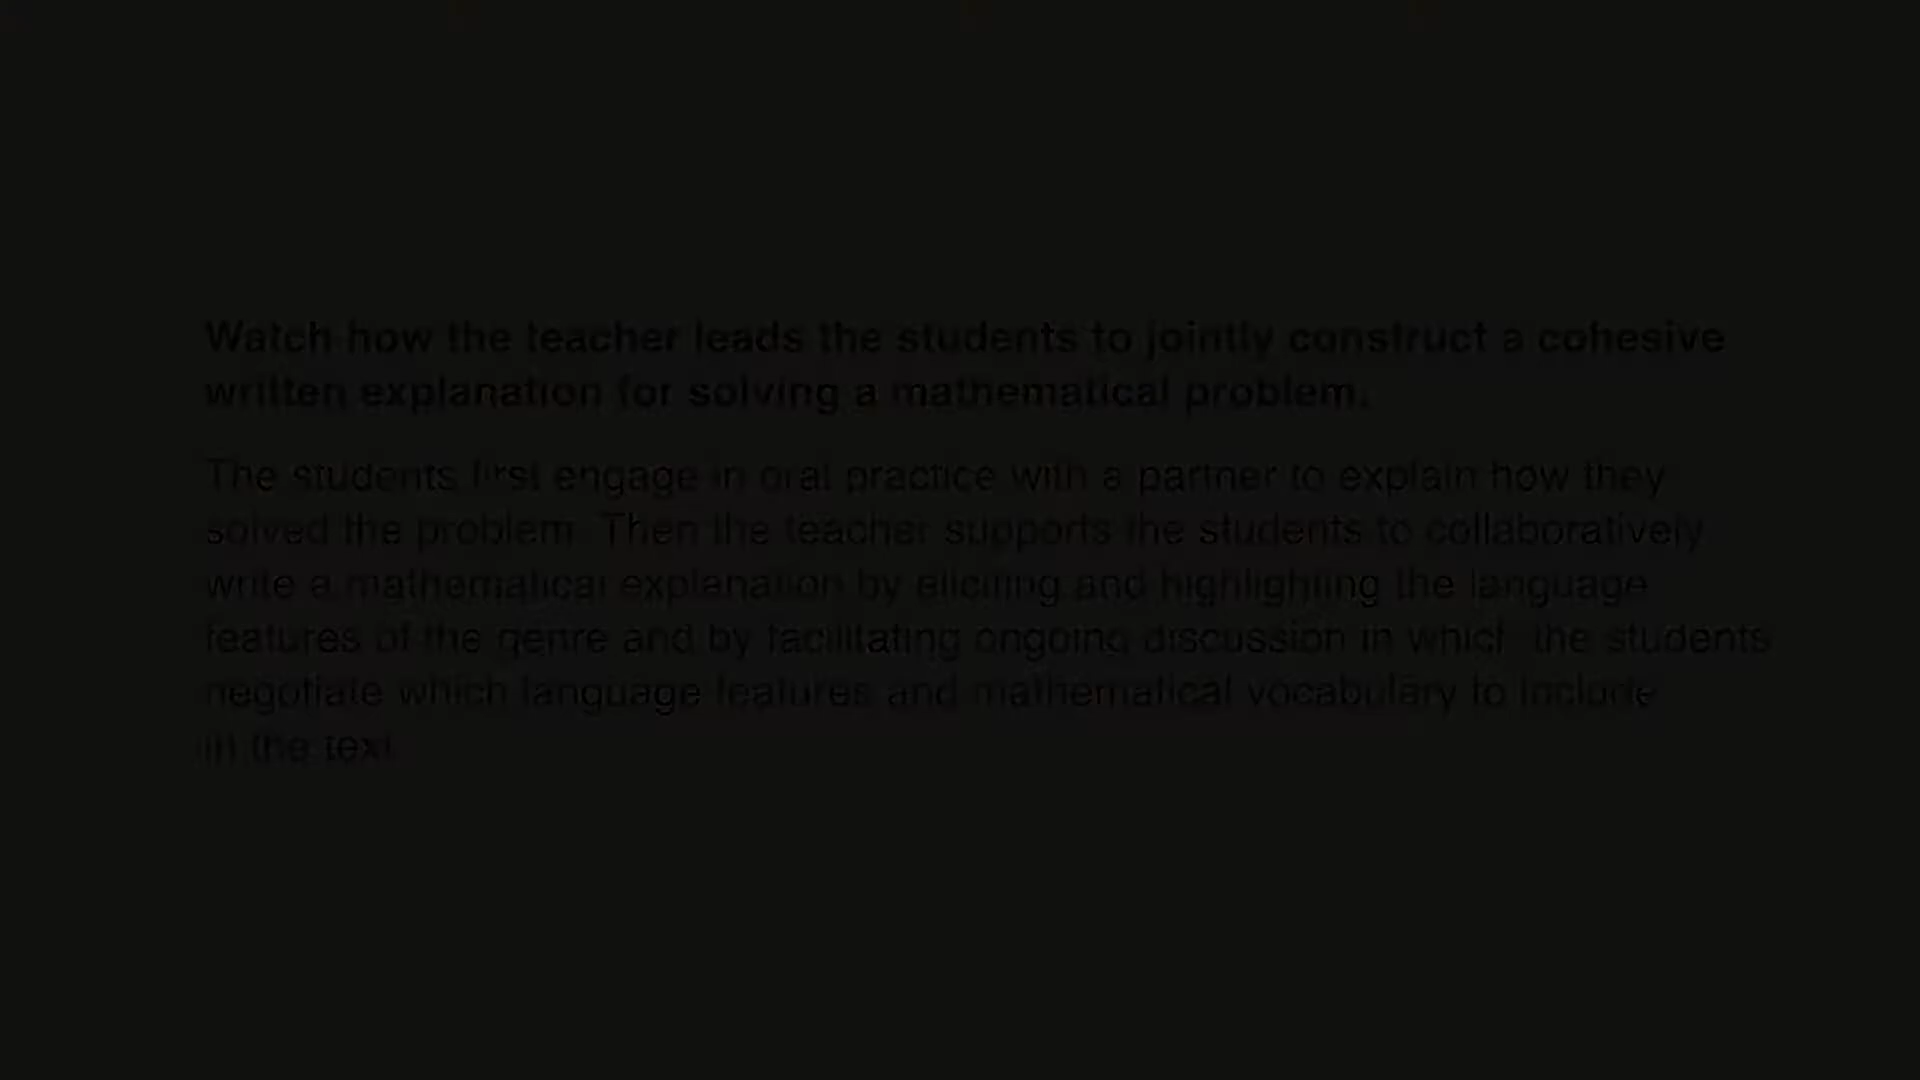 Watch how the teacher leads the students to jointly construct a cohesive
written explanation for solving a mathematical problem.
The students first engage in oral practice with a partner to explain how they
solved the problem. Then the teacher supports the students to collaboratively
write a mathematical explanation by eliciting and highlighting the language
features of the genre and by facilitating ongoing discussion in which the students
negotiate which language features and mathematical vocabulary to include
in the text.